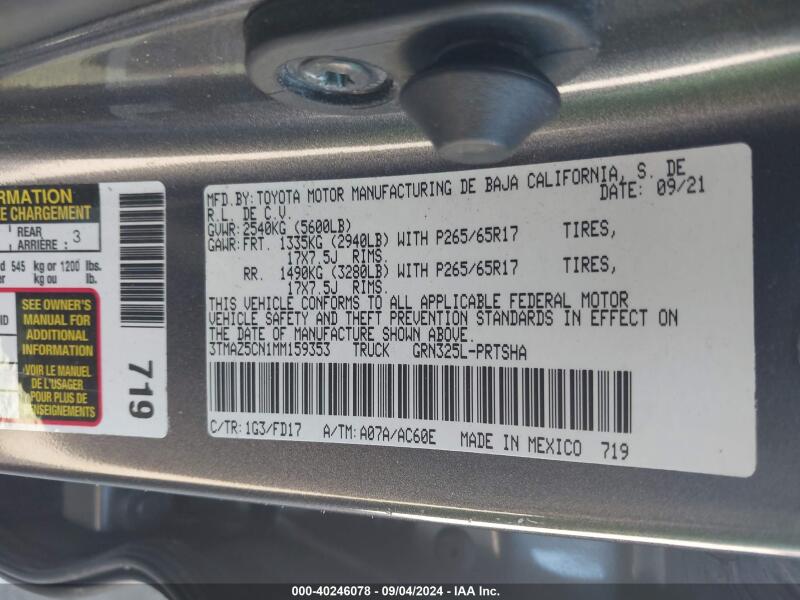 RMATION
E CHARGEMENT
REAR
ARRIÈRE : 3
545 kg or 1200 lbs.
kg ou lb.
SEE OWNER'S
MANUAL FOR
ADDITIONAL
INFORMATION
VOIR LE MANUEL
DE L'USAGER
POUR PLUS DE
RENSEIGNEMENTS
719
MFD.BY:TOYOTA MOTOR MANUFACTURING DE BAJA CALIFORNIA, S. DE
R.L. DE C.V. DATE: 09/21
GVWR:2540KG (5600LB)
GAWR:FRT. 1335KG (2940LB) WITH P265/65R17 TIRES,
17X7.5J RIMS.
RR. 1490KG (3280LB) WITH P265/65R17 TIRES,
17X7.5J RIMS.
THIS VEHICLE CONFORMS TO ALL APPLICABLE FEDERAL MOTOR
VEHICLE SAFETY AND THEFT PREVENTION STANDARDS IN EFFECT ON
THE DATE OF MANUFACTURE SHOWN ABOVE.
3TMAZ5CN1MM159353 TRUCK GRN325L-PRTSHA
C/TR:1G3/FD17 A/TM:A07A/AC60E MADE IN MEXICO 719
000-40246078 - 09/04/2024 - IAA Inc.